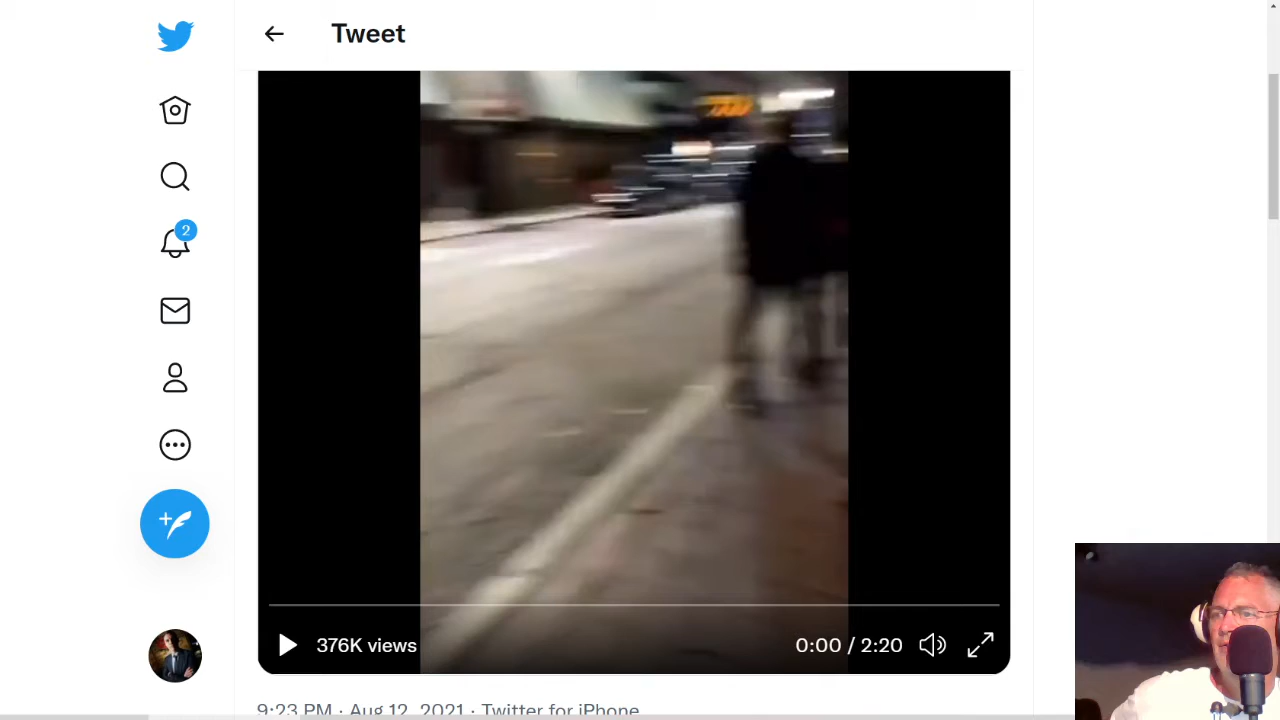 Tweet
2
376K views
0:00 / 2:20
9:23 PM · Aug 12, 2021 · Twitter for iPhone